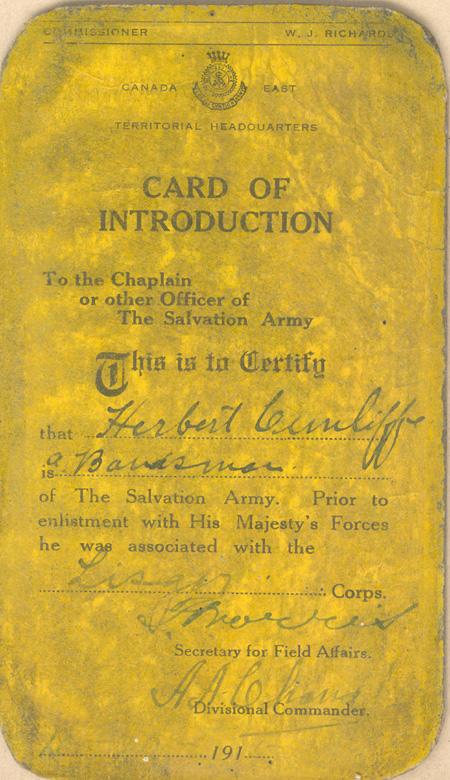 COMMISSIONER W. J. RICHARDS
CANADA EAST
TERRITORIAL HEADQUARTERS
CARD OF
INTRODUCTION
To the Chaplain
or other Officer of
The Salvation Army
This is to Certify
that Herbert Cunliffe
is a Bandsman
of The Salvation Army. Prior to
enlistment with His Majesty's Forces
he was associated with the
Lisgar Corps.
Secretary for Field Affairs.
Divisional Commander.
191